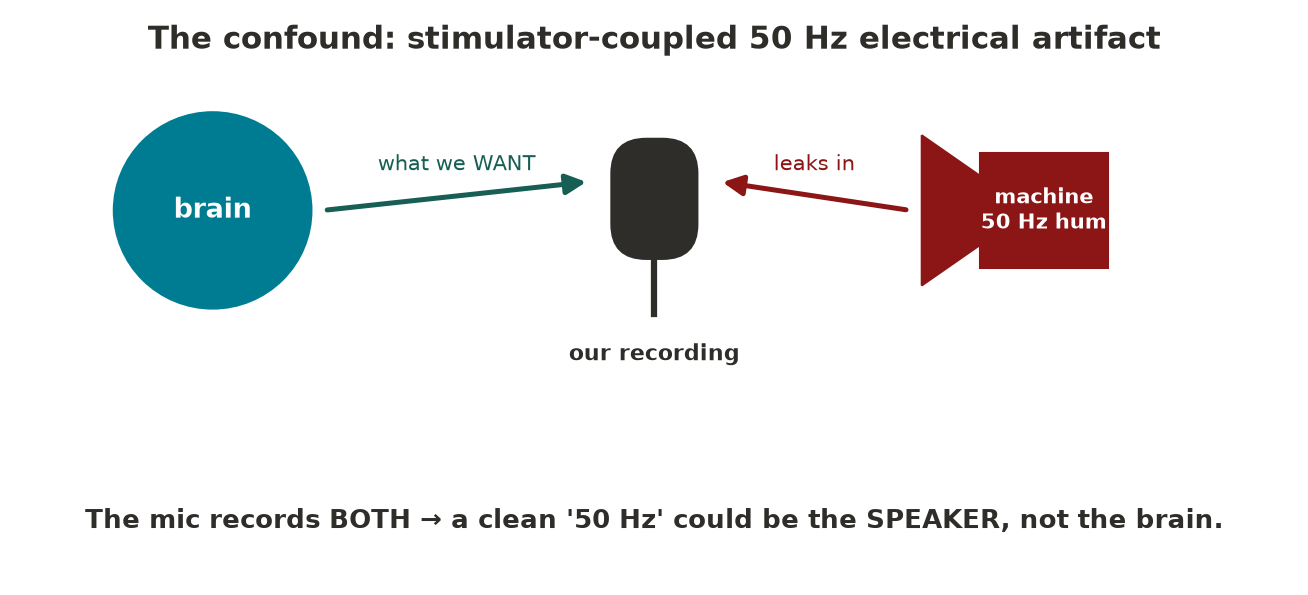 The confound: stimulator-coupled 50 Hz electrical artifact
what we WANT
leaks in
brain
machine
50 Hz hum
our recording
The mic records BOTH → a clean '50 Hz' could be the SPEAKER, not the brain.